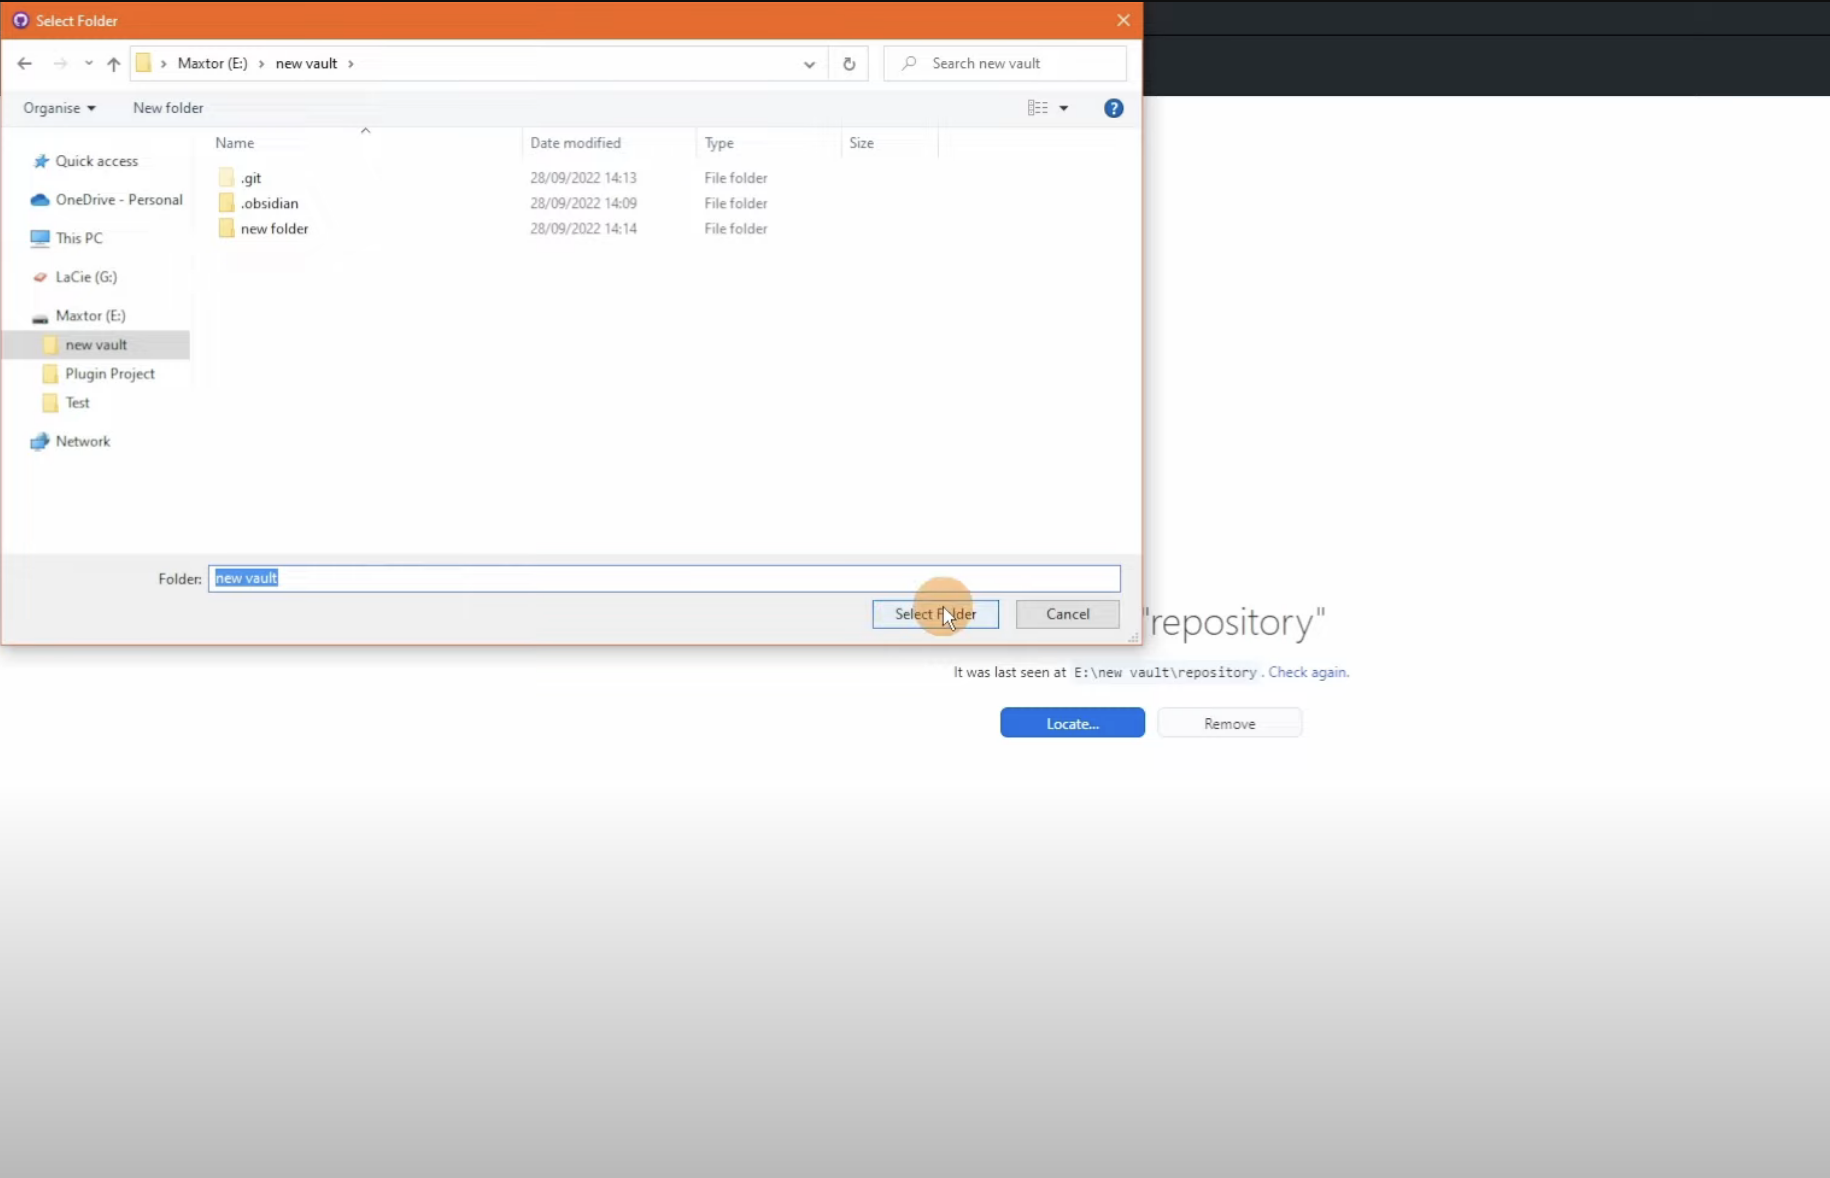 Select Folder
Maxtor (E:) › new vault ›
Search new vault
Organise
New folder
Name
Date modified
Type
Size
Quick access
OneDrive - Personal
This PC
LaCie (G:)
Maxtor (E:)
new vault
Plugin Project
Test
Network
.git 28/09/2022 14:13 File folder
.obsidian 28/09/2022 14:09 File folder
new folder 28/09/2022 14:14 File folder
Folder: new vault
Select Folder
Cancel
"repository"
It was last seen at E:\new vault\repository. Check again.
Locate...
Remove